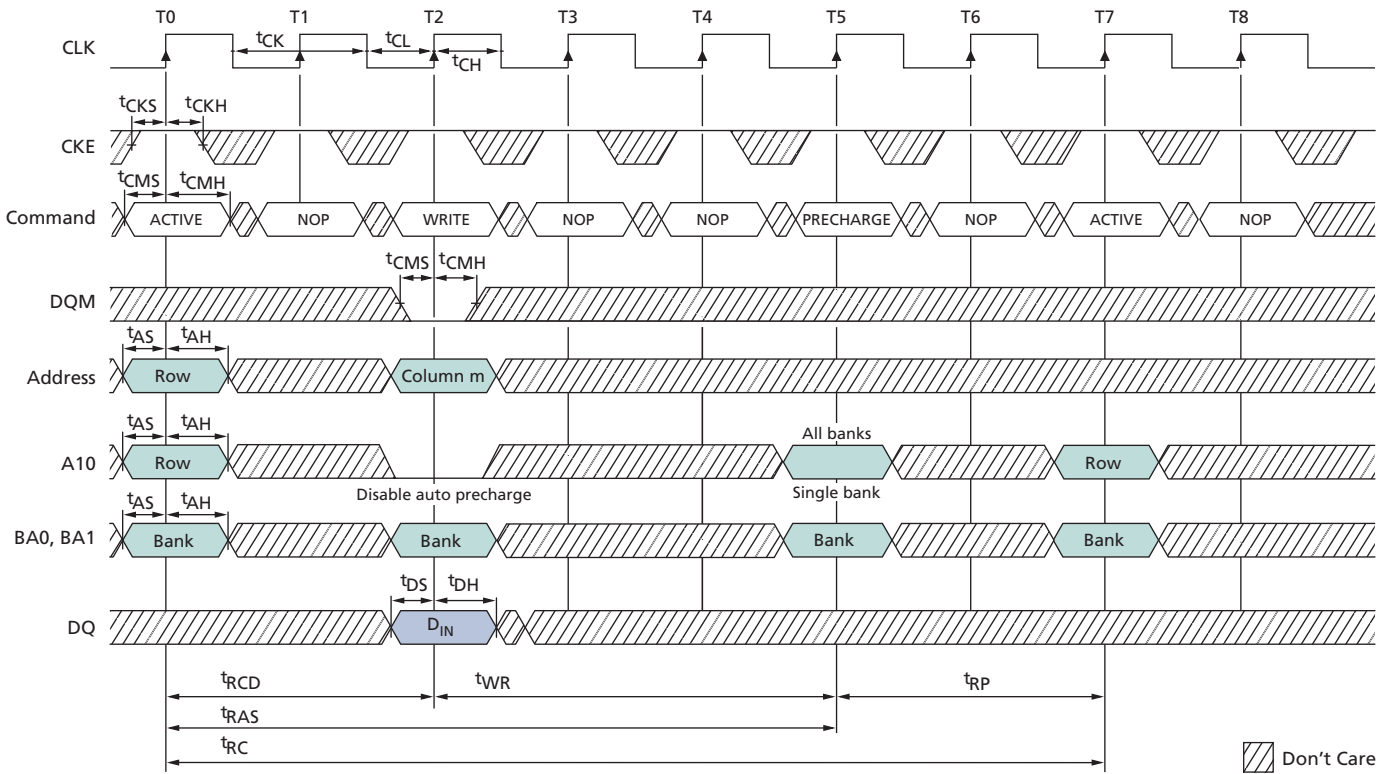 T0 T1 T2 T3 T4 T5 T6 T7 T8
CLK
tCK tCL
tCH
tCKS tCKH
CKE
tCMS tCMH
Command ACTIVE NOP WRITE NOP NOP PRECHARGE NOP ACTIVE NOP
tCMS tCMH
DQM
tAS tAH
Address Row Column m
tAS tAH All banks
A10 Row Row
Disable auto precharge Single bank
tAS tAH
BA0, BA1 Bank Bank Bank Bank
tDS tDH
DQ DIN
tRCD tWR tRP
tRAS
tRC
Don't Care